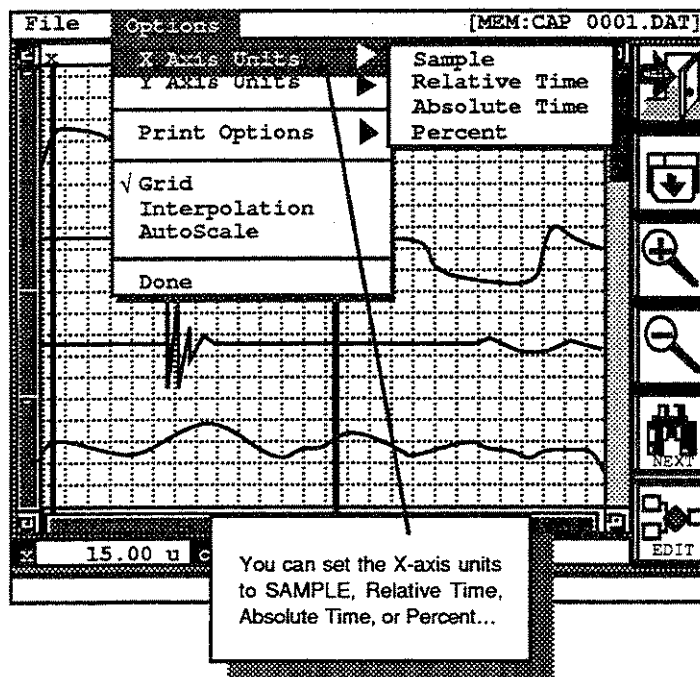 File Options [MEM:CAP 0001.DAT]
x
X Axis Units
Y Axis Units
Print Options
√ Grid
Interpolation
AutoScale
Done
Sample
Relative Time
Absolute Time
Percent
NEXT
EDIT
x 15.00 u c
You can set the X-axis units
to SAMPLE, Relative Time,
Absolute Time, or Percent...